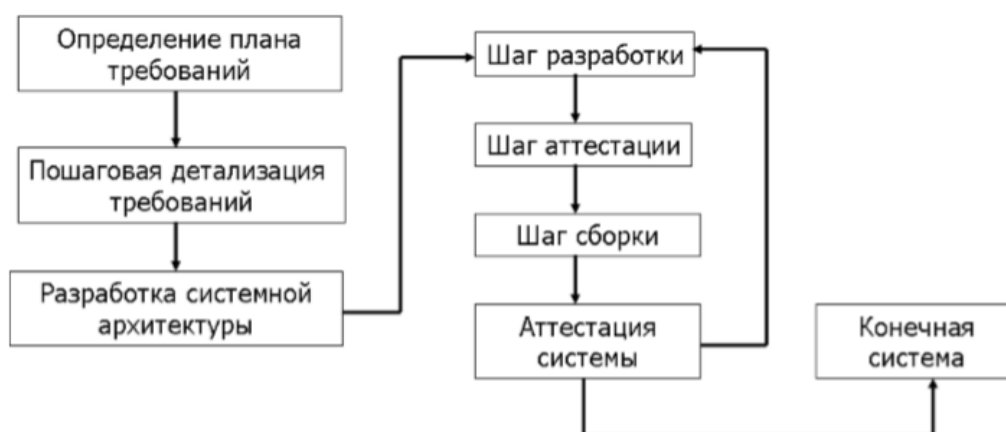 Определение плана
требований
Пошаговая детализация
требований
Разработка системной
архитектуры
Шаг разработки
Шаг аттестации
Шаг сборки
Аттестация
системы
Конечная
система